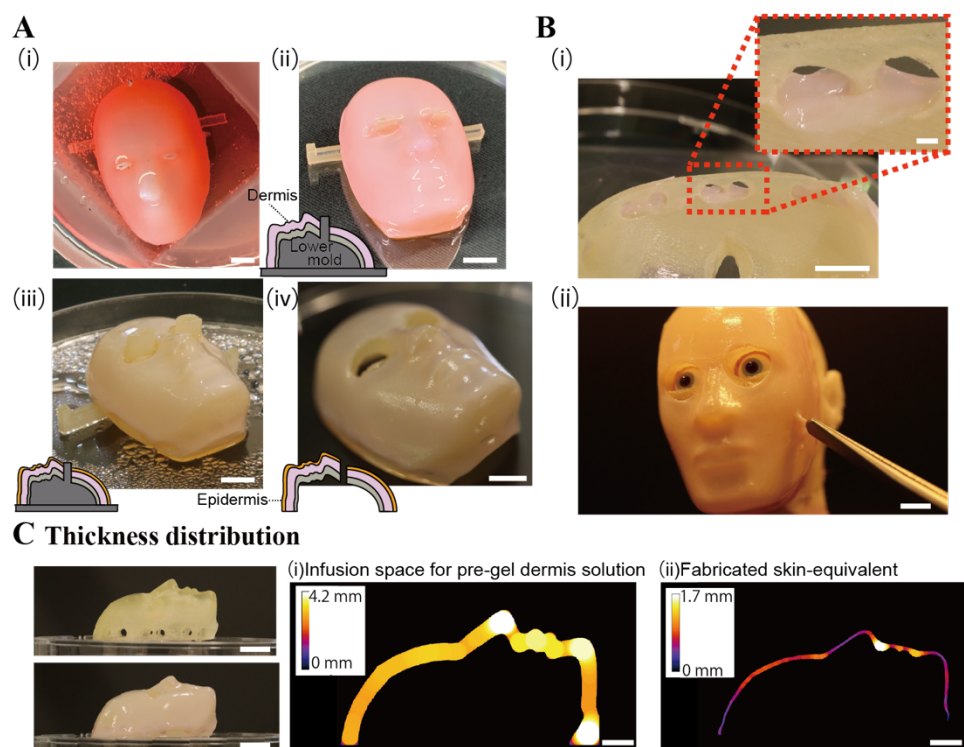 A
B
(i)
(ii)
(i)
Dermis
Lower
mold
(iii)
(iv)
(ii)
Epidermis
C Thickness distribution
(i)Infusion space for pre-gel dermis solution
(ii)Fabricated skin-equivalent
4.2 mm
0 mm
1.7 mm
0 mm